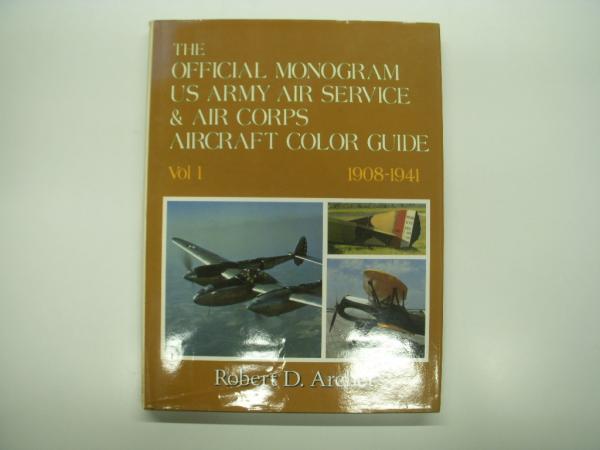 THE
OFFICIAL MONOGRAM
US ARMY AIR SERVICE
& AIR CORPS
AIRCRAFT COLOR GUIDE
Vol 1 1908-1941
Robert D. Archer